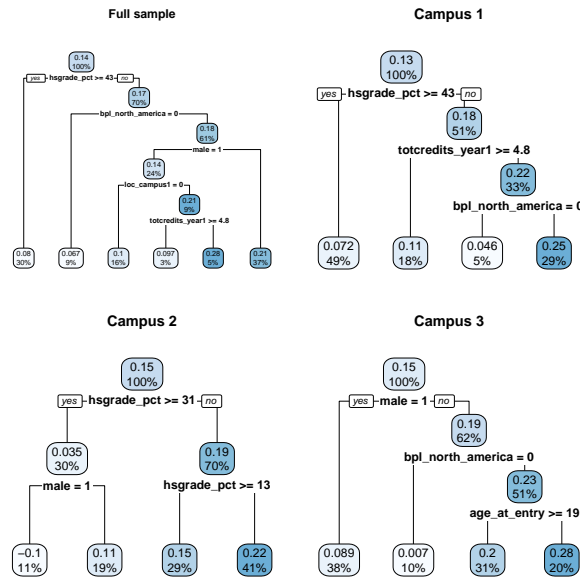 Full sample
0.14
100%
yes hsgrade_pct >= 43 no
0.17
70%
bpl_north_america = 0
0.18
61%
male = 1
0.14
24%
loc_campus1 = 0
0.21
9%
totcredits_year1 >= 4.8
0.08 0.067 0.1 0.097 0.28 0.21
30% 9% 16% 3% 5% 37%
Campus 1
0.13
100%
yes hsgrade_pct >= 43 no
0.18
51%
totcredits_year1 >= 4.8
0.22
33%
bpl_north_america = 0
0.072 0.11 0.046 0.25
49% 18% 5% 29%
Campus 2
0.15
100%
yes hsgrade_pct >= 31 no
0.035 0.19
30% 70%
male = 1 hsgrade_pct >= 13
−0.1 0.11 0.15 0.22
11% 19% 29% 41%
Campus 3
0.15
100%
yes male = 1 no
0.19
62%
bpl_north_america = 0
0.23
51%
age_at_entry >= 19
0.089 0.007 0.2 0.28
38% 10% 31% 20%